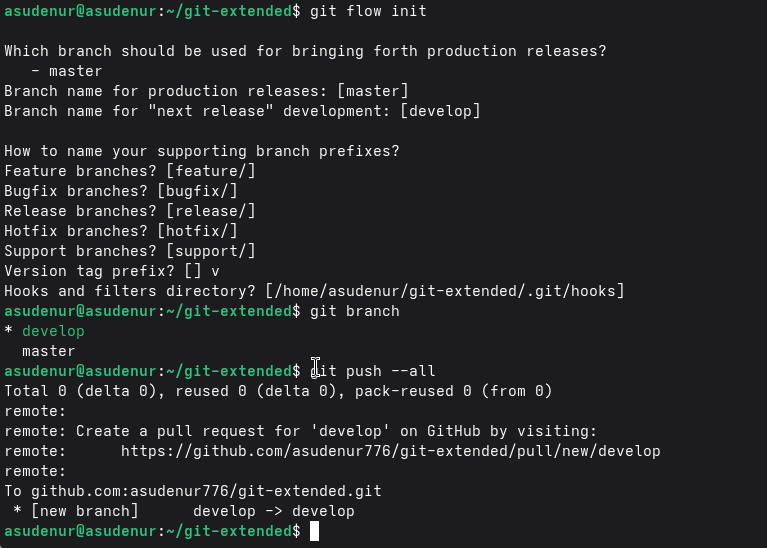 asudenur@asudenur:~/git-extended$ git flow init

Which branch should be used for bringing forth production releases?
   - master
Branch name for production releases: [master]
Branch name for "next release" development: [develop]

How to name your supporting branch prefixes?
Feature branches? [feature/]
Bugfix branches? [bugfix/]
Release branches? [release/]
Hotfix branches? [hotfix/]
Support branches? [support/]
Version tag prefix? [] v
Hooks and filters directory? [/home/asudenur/git-extended/.git/hooks]
asudenur@asudenur:~/git-extended$ git branch
* develop
  master
asudenur@asudenur:~/git-extended$ git push --all
Total 0 (delta 0), reused 0 (delta 0), pack-reused 0 (from 0)
remote:
remote: Create a pull request for 'develop' on GitHub by visiting:
remote:      https://github.com/asudenur776/git-extended/pull/new/develop
remote:
To github.com:asudenur776/git-extended.git
 * [new branch]      develop -> develop
asudenur@asudenur:~/git-extended$